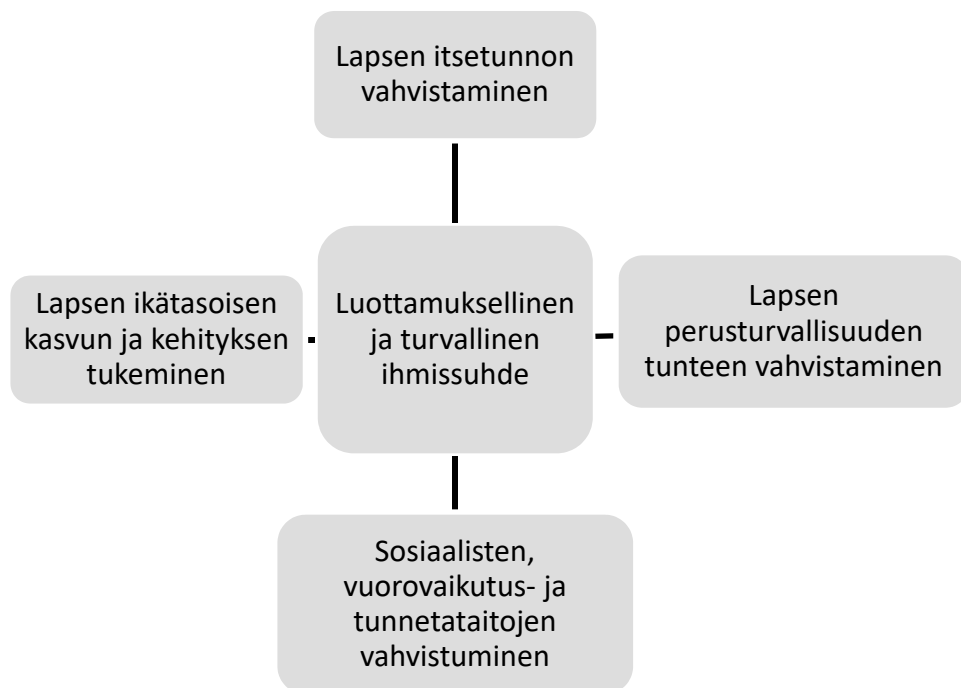 Lapsen itsetunnon
vahvistaminen
Lapsen ikätasoisen
kasvun ja kehityksen
tukeminen
Luottamuksellinen
ja turvallinen
ihmissuhde
Lapsen
perusturvallisuuden
tunteen vahvistaminen
Sosiaalisten,
vuorovaikutus- ja
tunnetataitojen
vahvistuminen